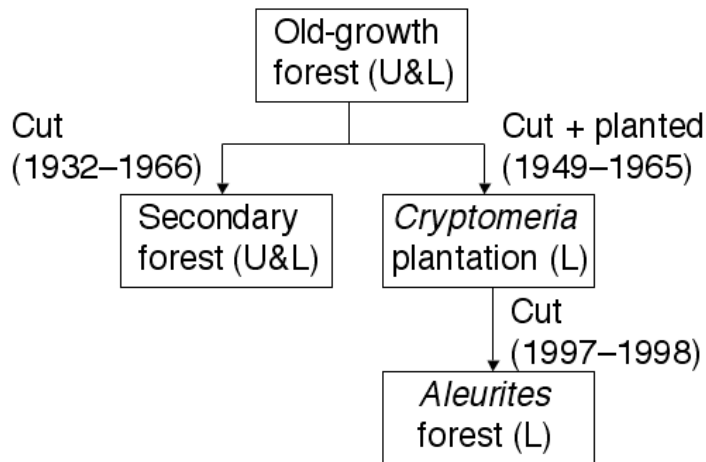 Old-growth
forest (U&L)
Cut
(1932–1966)
Cut + planted
(1949–1965)
Secondary
forest (U&L)
Cryptomeria
plantation (L)
Cut
(1997–1998)
Aleurites
forest (L)